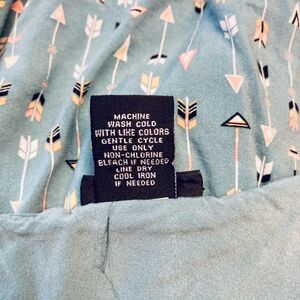 MACHINE
WASH COLD
WITH LIKE COLORS
GENTLE CYCLE
USE ONLY
NON-CHLORINE
BLEACH IF NEEDED
LINE DRY
COOL IRON
IF NEEDED